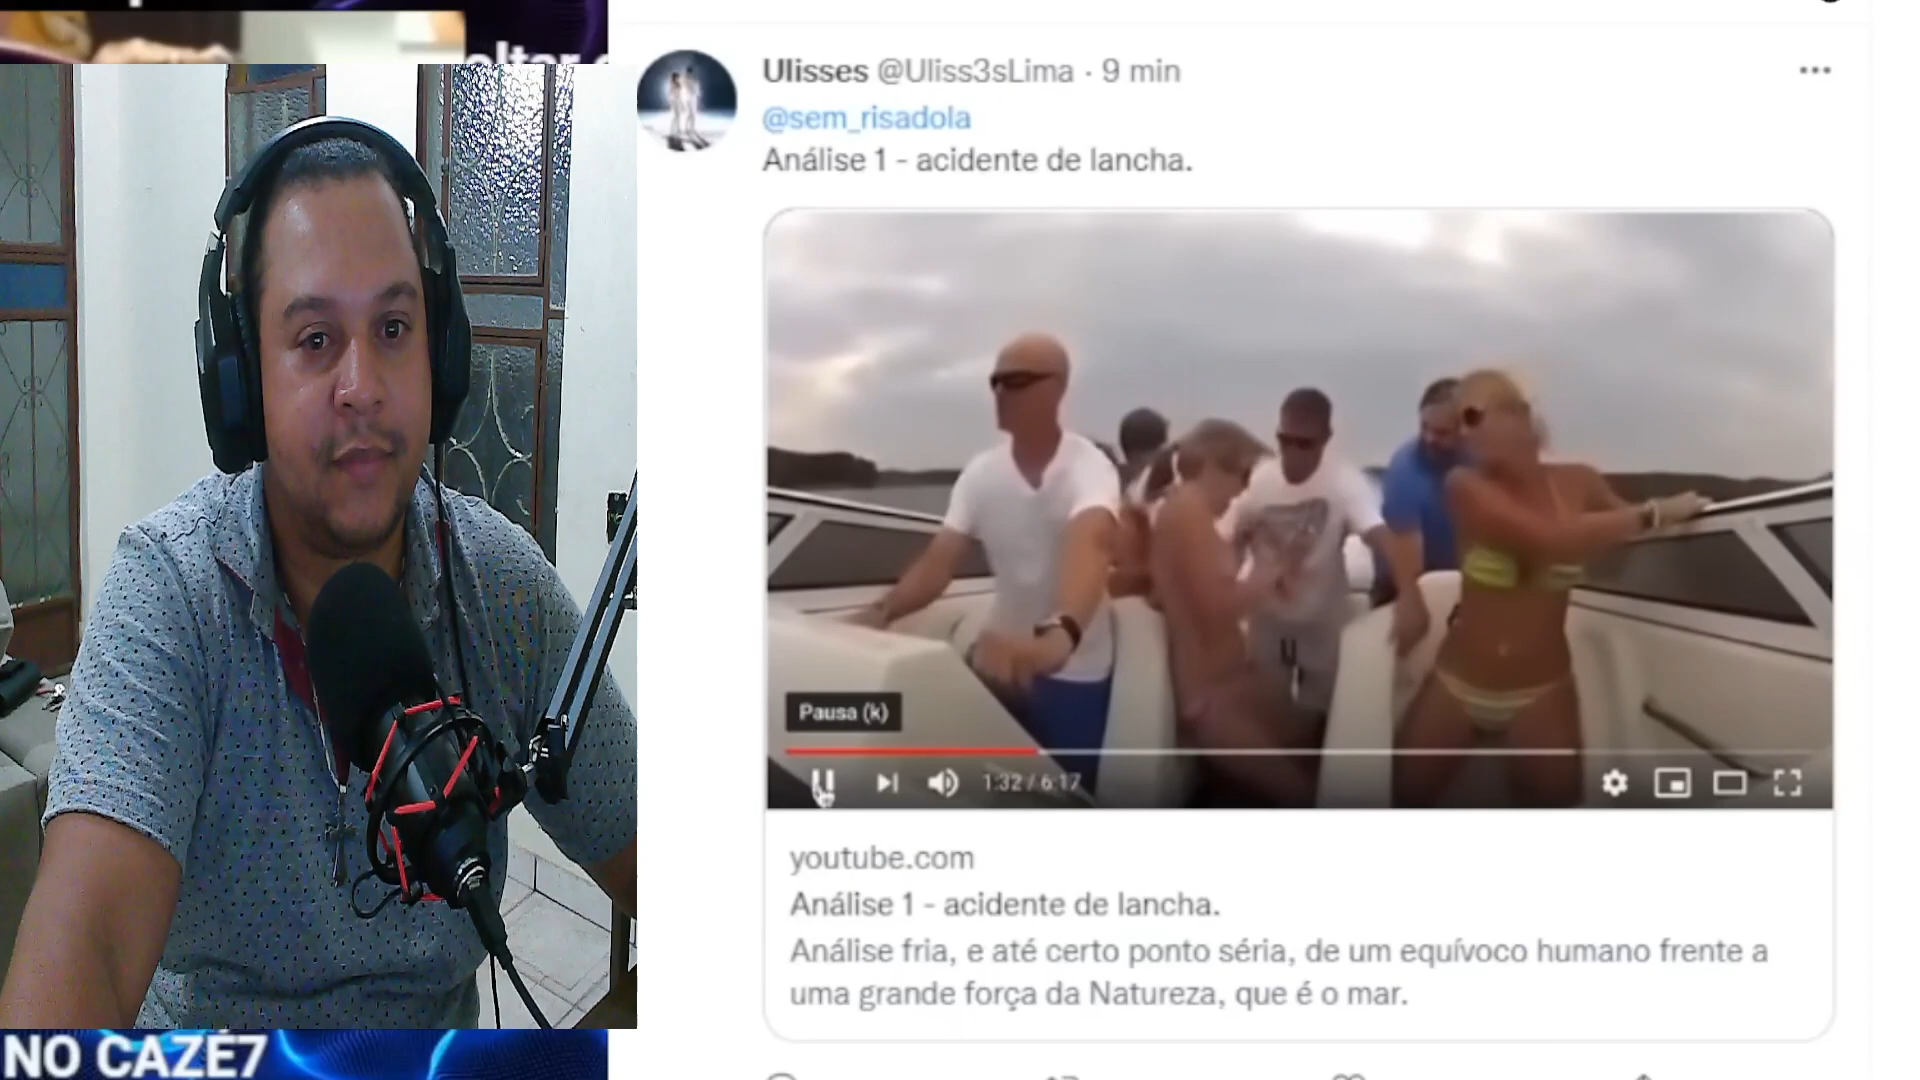 Ulisses @Uliss3sLima · 9 min
@sem_risadola
Análise 1 - acidente de lancha.
Pausa (k)
1:32 / 6:17
youtube.com
Análise 1 - acidente de lancha.
Análise fria, e até certo ponto séria, de um equívoco humano frente a
uma grande força da Natureza, que é o mar.
NO CAZÉ7